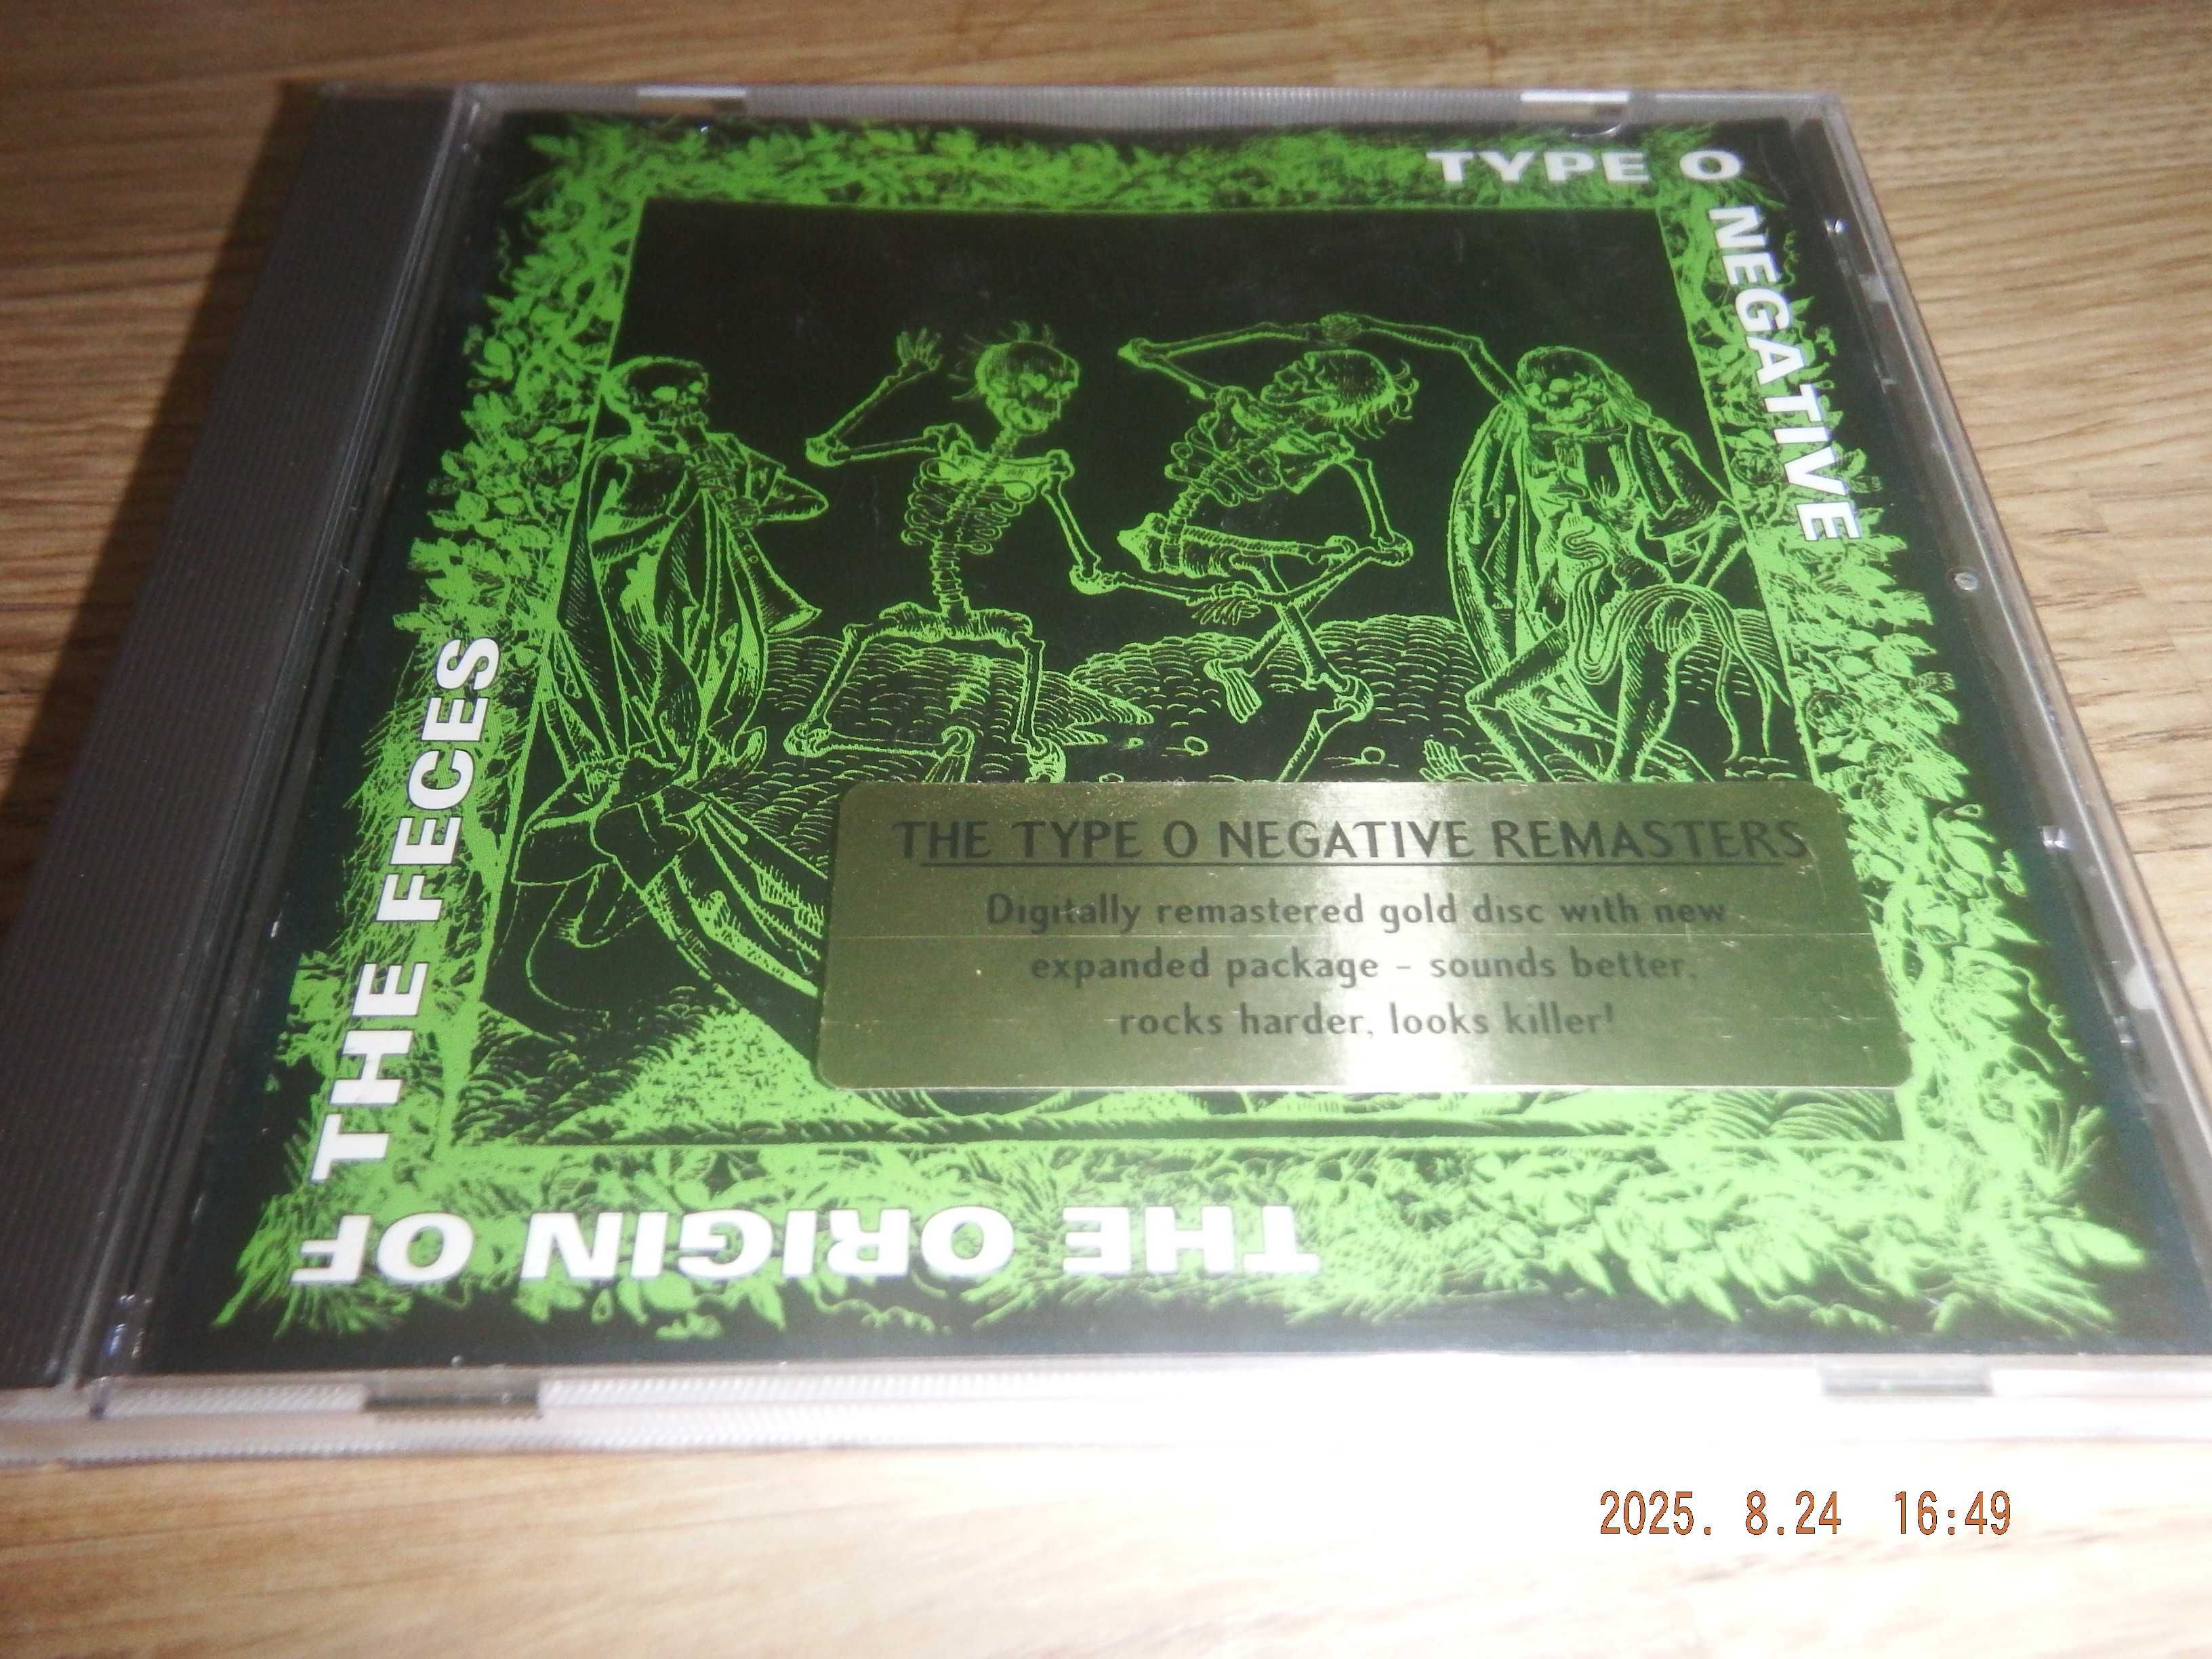 TYPE O
NEGATIVE
THE ORIGIN OF
THE FECES
THE TYPE O NEGATIVE REMASTERS
Digitally remastered gold disc with new
expanded package - sounds better,
rocks harder, looks killer!
2025. 8.24 16:49